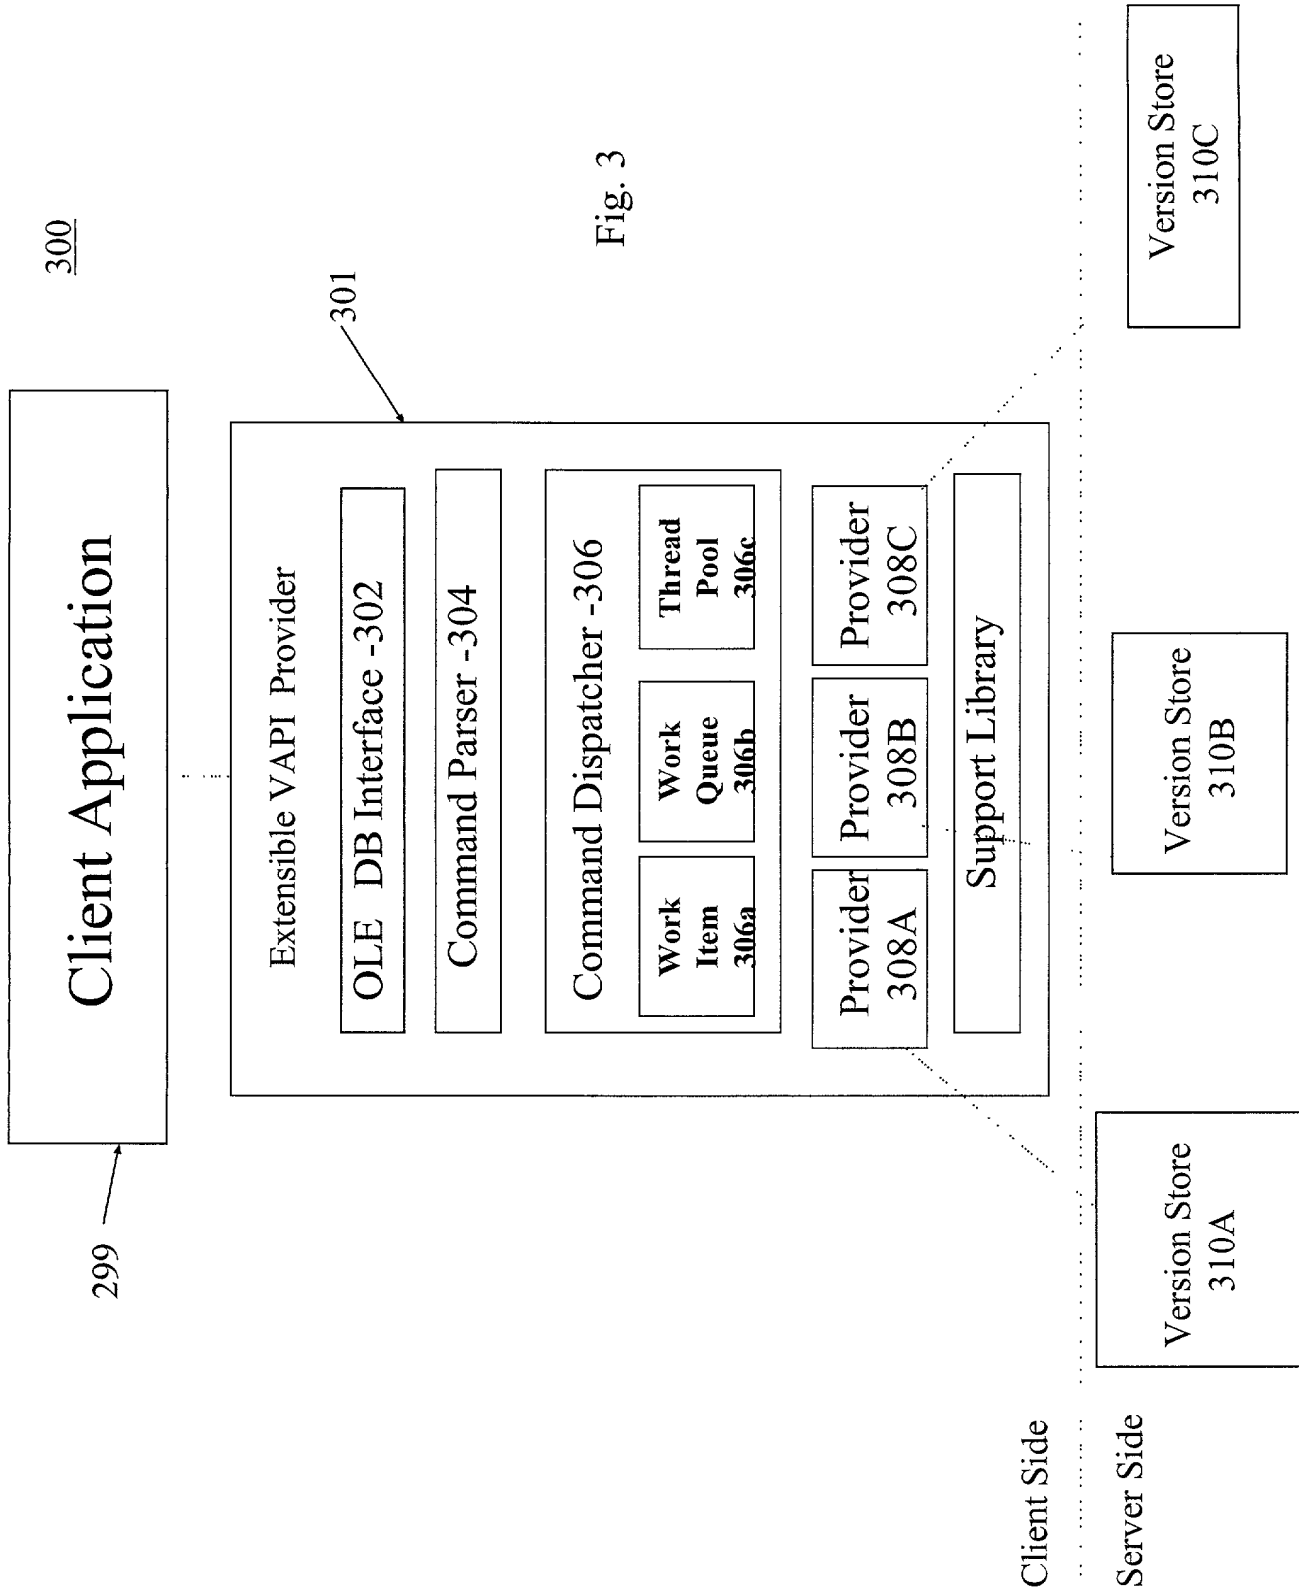 300
Client Application
299
Extensible VAPI Provider
301
OLE DB Interface -302
Command Parser -304
Command Dispatcher -306
Work
Item
306a
Work
Queue
306b
Thread
Pool
306c
Fig. 3
Provider
308A
Provider
308B
Provider
308C
Support Library
Client Side
Server Side
Version Store
310A
Version Store
310B
Version Store
310C